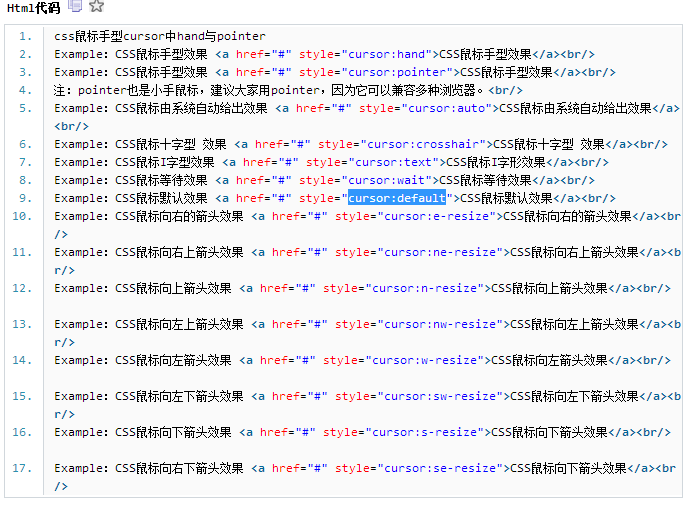 Html代码
1. css鼠标手型cursor中hand与pointer
2. Example：CSS鼠标手型效果 <a href="#" style="cursor:hand">CSS鼠标手型效果</a><br/>
3. Example：CSS鼠标手型效果 <a href="#" style="cursor:pointer">CSS鼠标手型效果</a><br/>
4. 注：pointer也是小手鼠标，建议大家用pointer，因为它可以兼容多种浏览器。<br/>
5. Example：CSS鼠标由系统自动给出效果 <a href="#" style="cursor:auto">CSS鼠标由系统自动给出效果</a>
<br/>
6. Example：CSS鼠标十字型 效果 <a href="#" style="cursor:crosshair">CSS鼠标十字型 效果</a><br/>
7. Example：CSS鼠标I字型效果 <a href="#" style="cursor:text">CSS鼠标I字形效果</a><br/>
8. Example：CSS鼠标等待效果 <a href="#" style="cursor:wait">CSS鼠标等待效果</a><br/>
9. Example：CSS鼠标默认效果 <a href="#" style="cursor:default">CSS鼠标默认效果</a><br/>
10. Example：CSS鼠标向右的箭头效果 <a href="#" style="cursor:e-resize">CSS鼠标向右的箭头效果</a><br
/>
11. Example：CSS鼠标向右上箭头效果 <a href="#" style="cursor:ne-resize">CSS鼠标向右上箭头效果</a><b
r/>
12. Example：CSS鼠标向上箭头效果 <a href="#" style="cursor:n-resize">CSS鼠标向上箭头效果</a><br/>
13. Example：CSS鼠标向左上箭头效果 <a href="#" style="cursor:nw-resize">CSS鼠标向左上箭头效果</a><b
r/>
14. Example：CSS鼠标向左箭头效果 <a href="#" style="cursor:w-resize">CSS鼠标向左箭头效果</a><br/>
15. Example：CSS鼠标向左下箭头效果 <a href="#" style="cursor:sw-resize">CSS鼠标向左下箭头效果</a><b
r/>
16. Example：CSS鼠标向下箭头效果 <a href="#" style="cursor:s-resize">CSS鼠标向下箭头效果</a><br/>
17. Example：CSS鼠标向右下箭头效果 <a href="#" style="cursor:se-resize">CSS鼠标向下箭头效果</a><br
/>